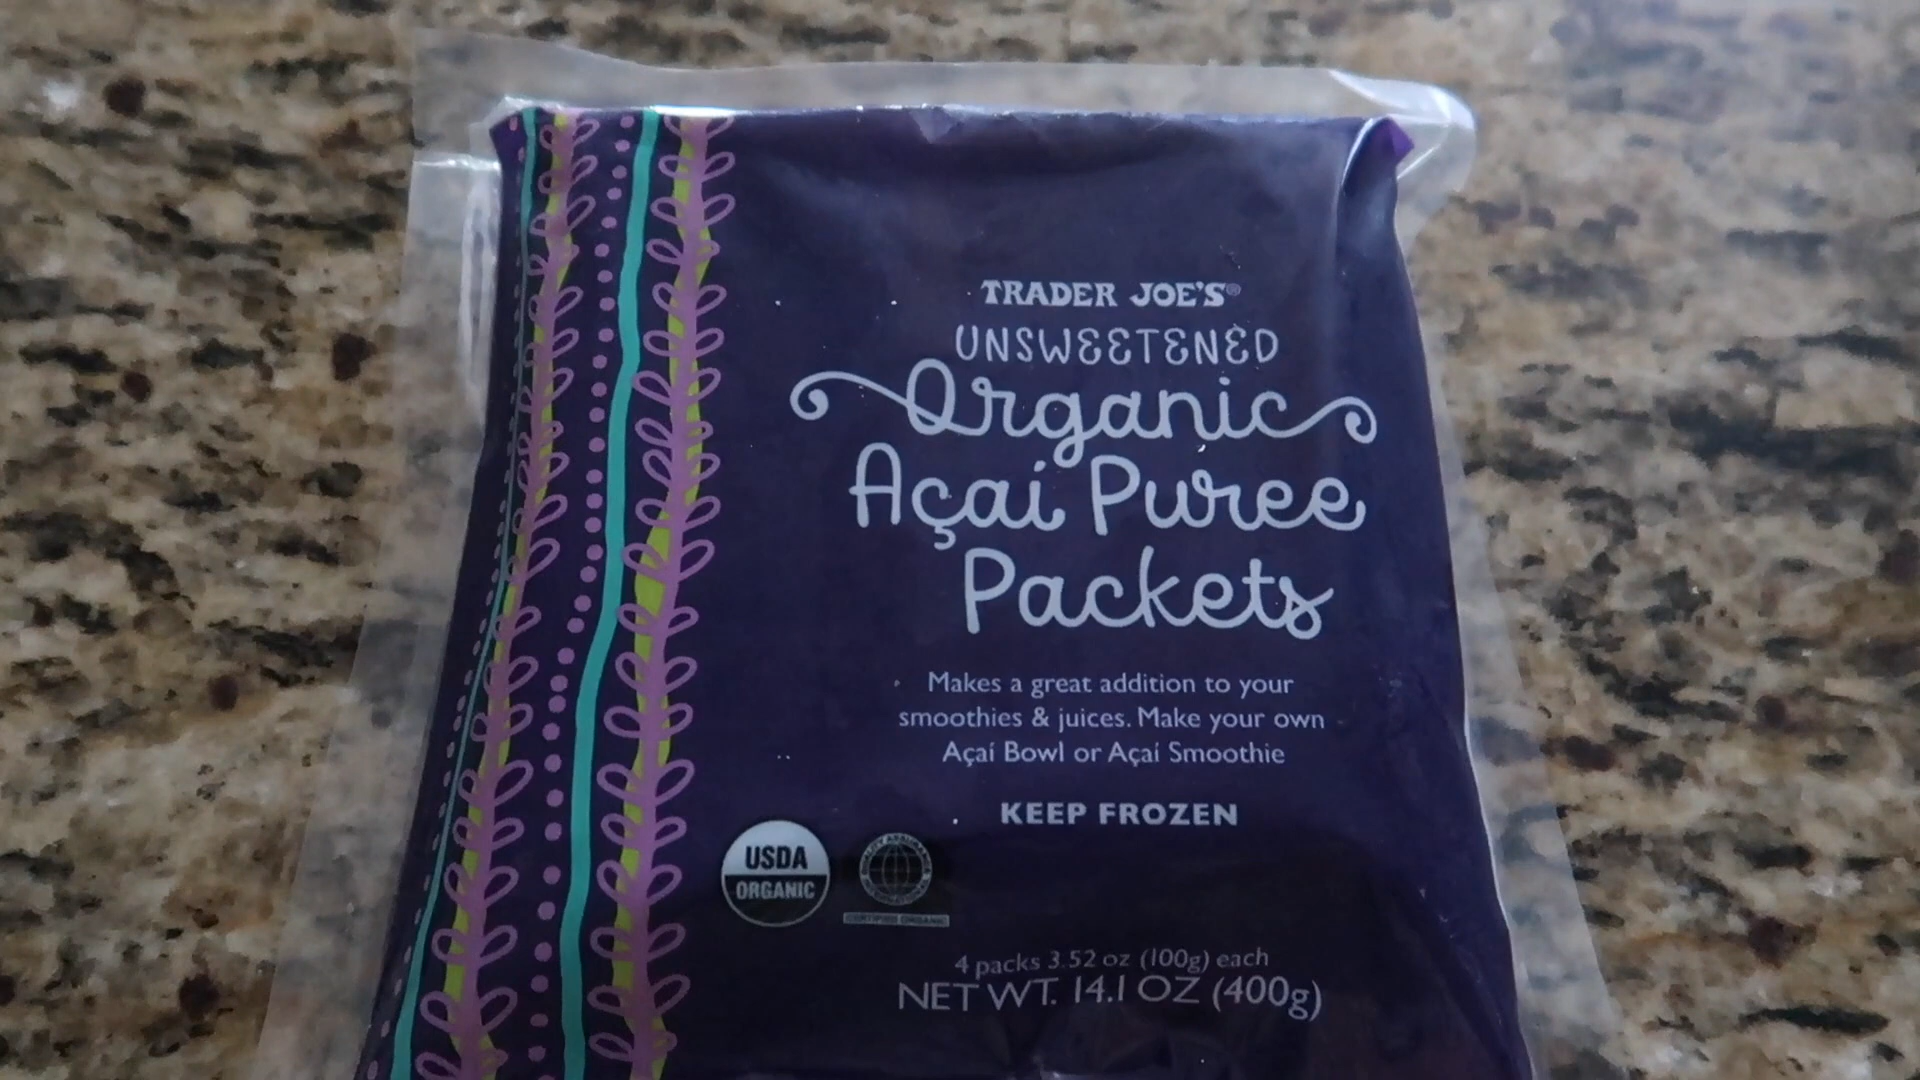 TRADER JOE'S®
UNSWEETENED
Organic
Açaí Puree
Packets
Makes a great addition to your
smoothies & juices. Make your own
Açaí Bowl or Açaí Smoothie
KEEP FROZEN
USDA
ORGANIC
CERTIFIED ORGANIC
4 packs 3.52 oz (100g) each
NET WT. 14.1 OZ (400g)